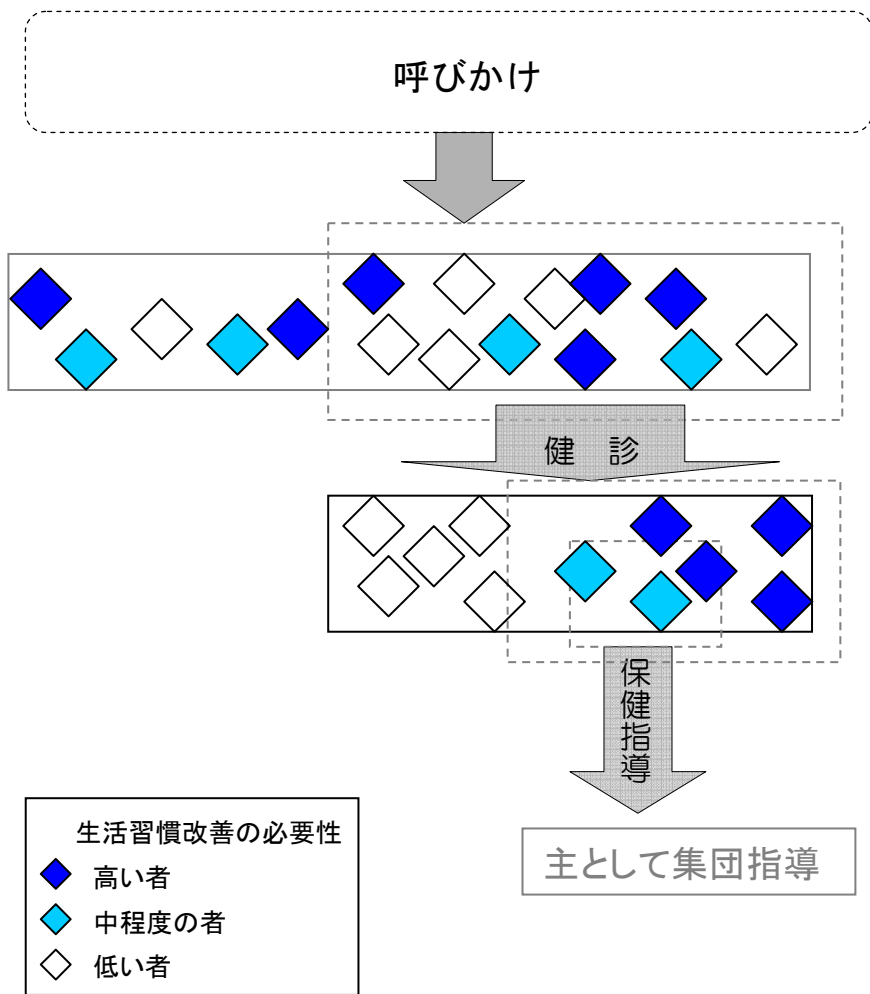 呼びかけ
健　診
保健指導
主として集団指導
生活習慣改善の必要性
高い者
中程度の者
低い者